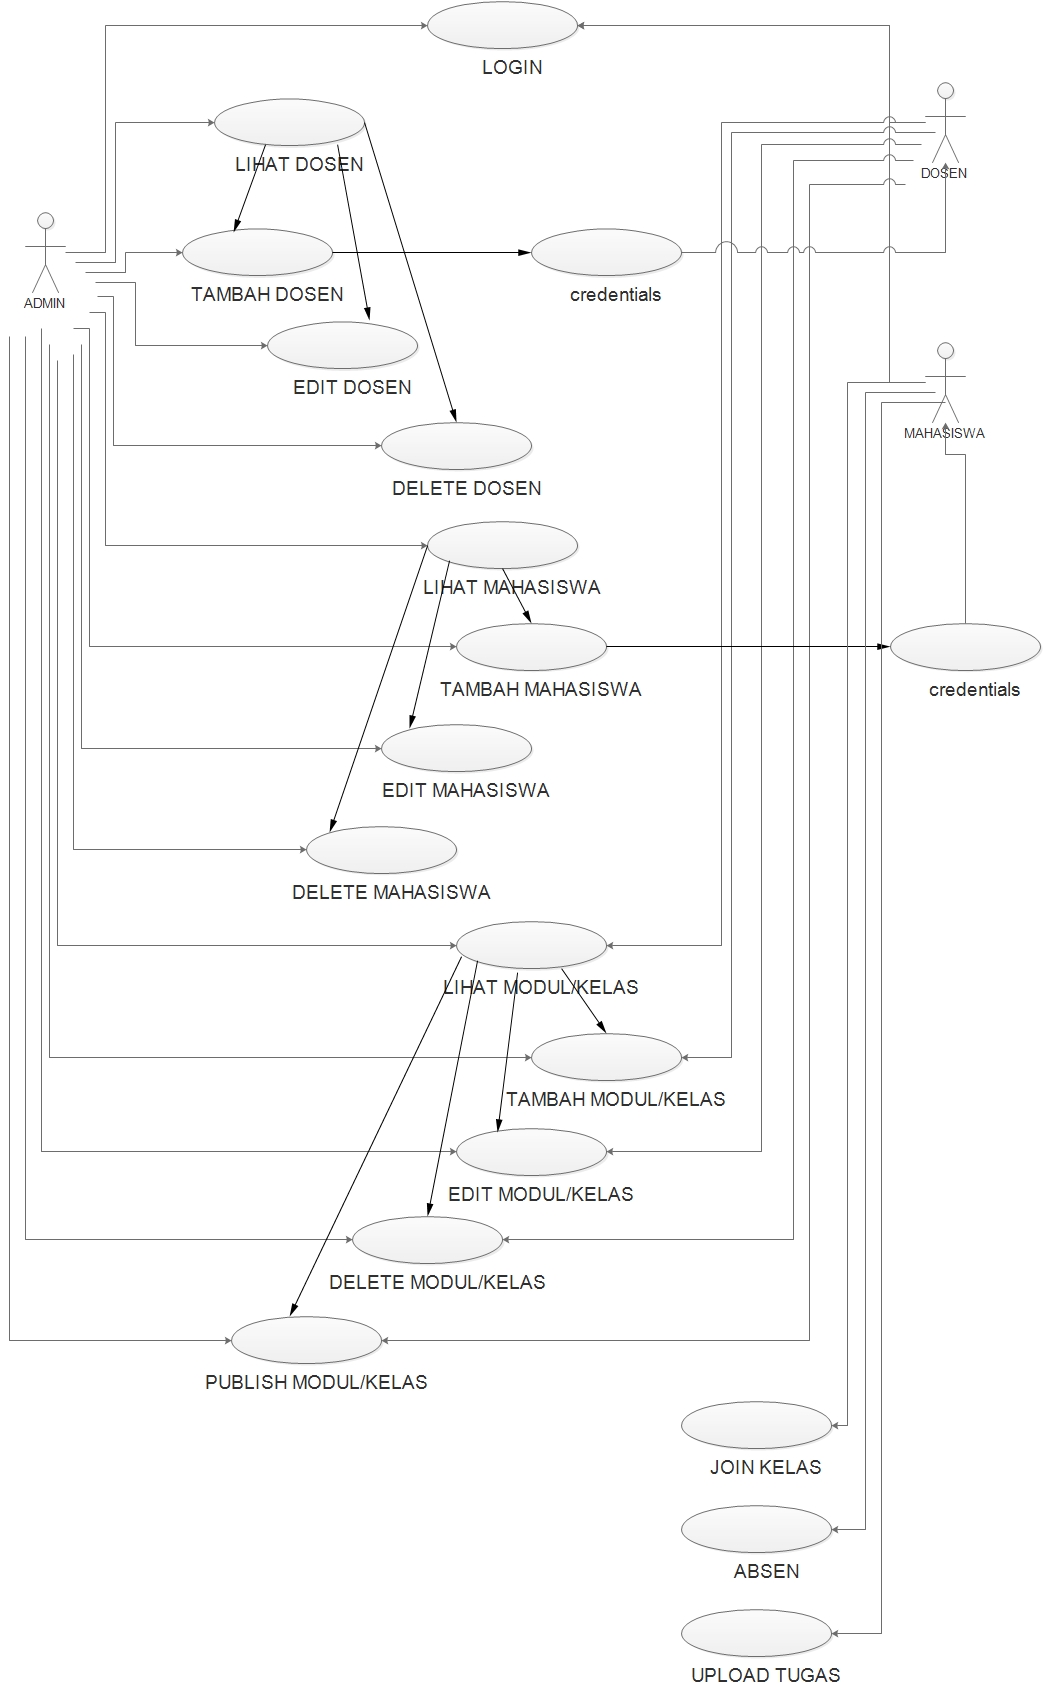 LOGIN
LIHAT DOSEN
DOSEN
ADMIN
TAMBAH DOSEN
credentials
EDIT DOSEN
MAHASISWA
DELETE DOSEN
LIHAT MAHASISWA
TAMBAH MAHASISWA
credentials
EDIT MAHASISWA
DELETE MAHASISWA
LIHAT MODUL/KELAS
TAMBAH MODUL/KELAS
EDIT MODUL/KELAS
DELETE MODUL/KELAS
PUBLISH MODUL/KELAS
JOIN KELAS
ABSEN
UPLOAD TUGAS